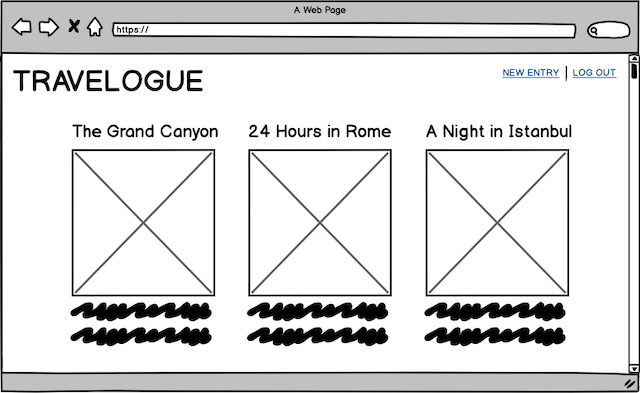 A Web Page
https://
TRAVELOGUE
NEW ENTRY | LOG OUT
The Grand Canyon
24 Hours in Rome
A Night in Istanbul